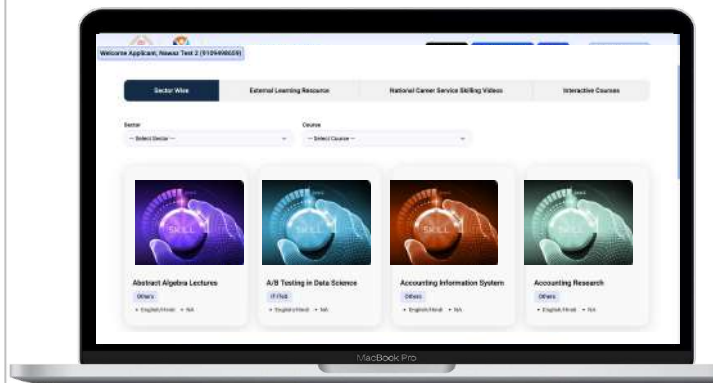 Welcome Applicant, Nawaz Test 2 (9109498659)
Sector Wise External Learning Resource National Career Service Skilling Videos Interactive Courses
Sector Course
-- Select Sector -- -- Select Course --
SKILL SKILL SKILL SKILL
Abstract Algebra Lectures A/B Testing in Data Science Accounting Information System Accounting Research
Others IT-ITeS Others Others
• English/Hindi • NA • English/Hindi • NA • English/Hindi • NA • English/Hindi • NA
MacBook Pro